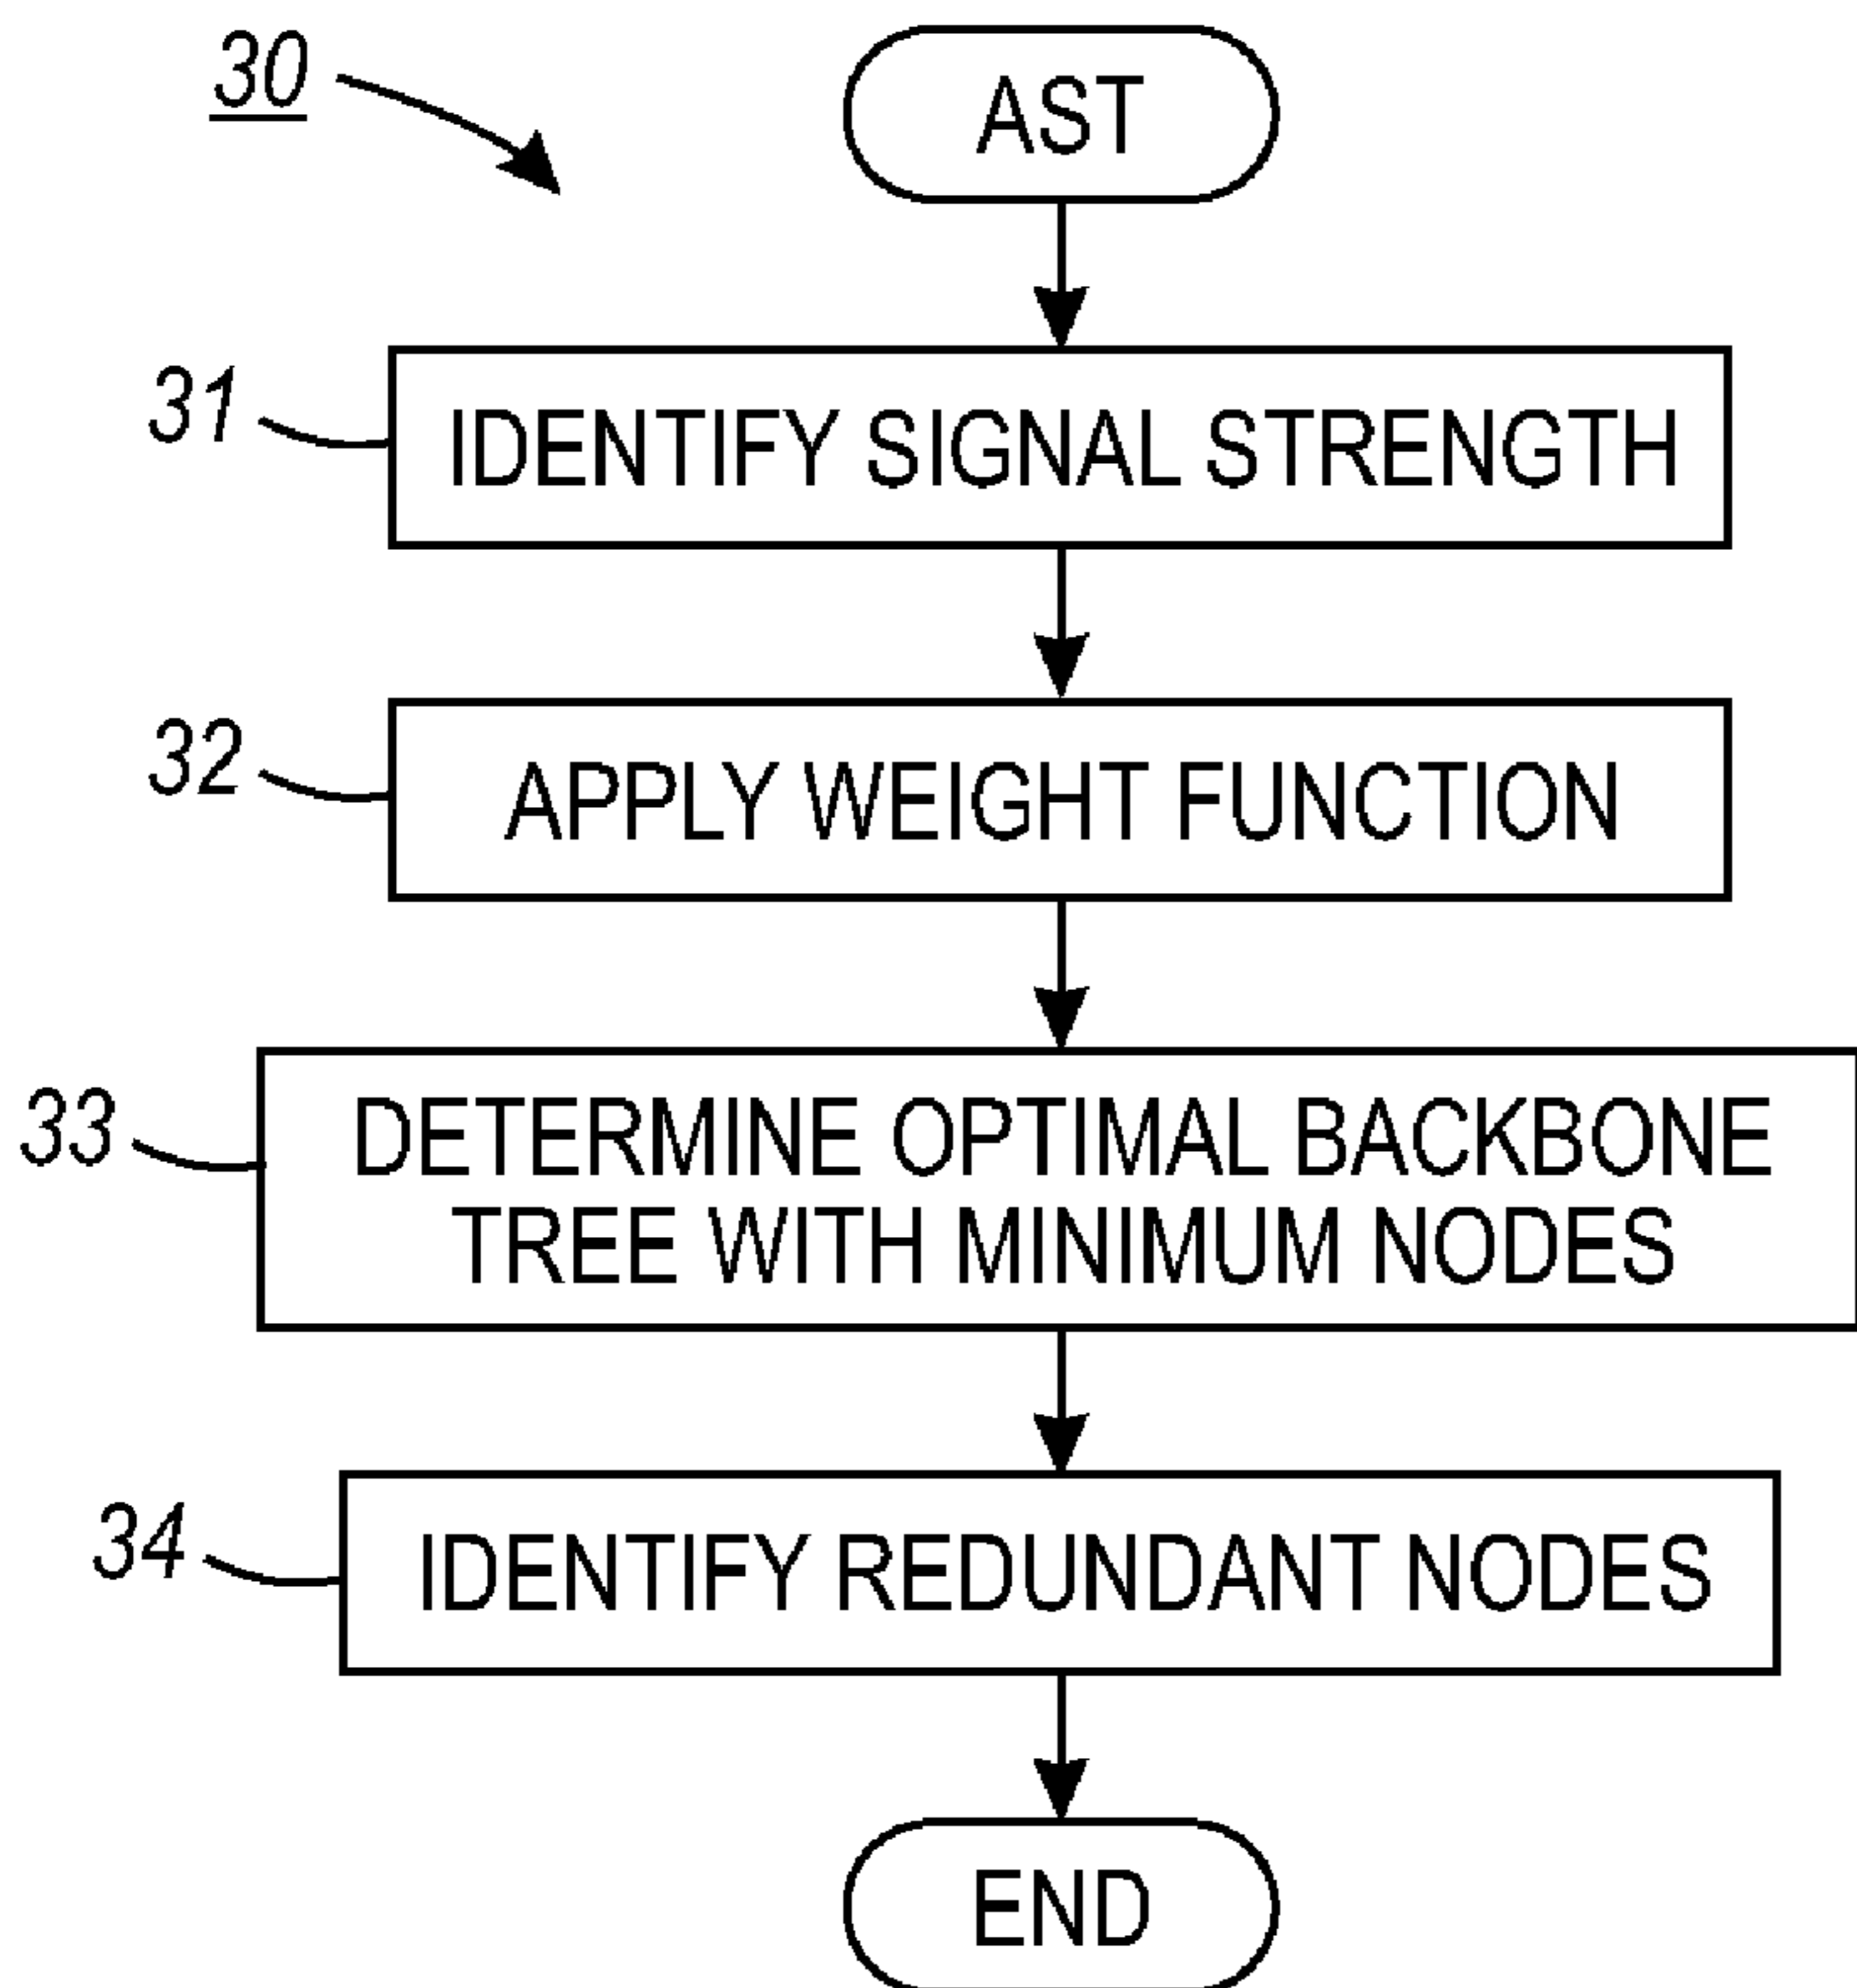 30
AST
31
IDENTIFY SIGNAL STRENGTH
32
APPLY WEIGHT FUNCTION
33
DETERMINE OPTIMAL BACKBONE
TREE WITH MINIMUM NODES
34
IDENTIFY REDUNDANT NODES
END